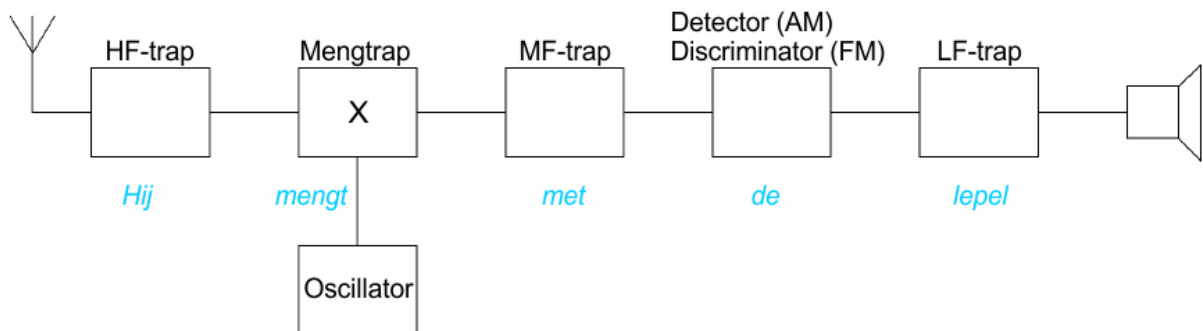 HF-trap
Mengtrap
MF-trap
Detector (AM)
Discriminator (FM)
LF-trap
X
Hij
mengt
met
de
lepel
Oscillator